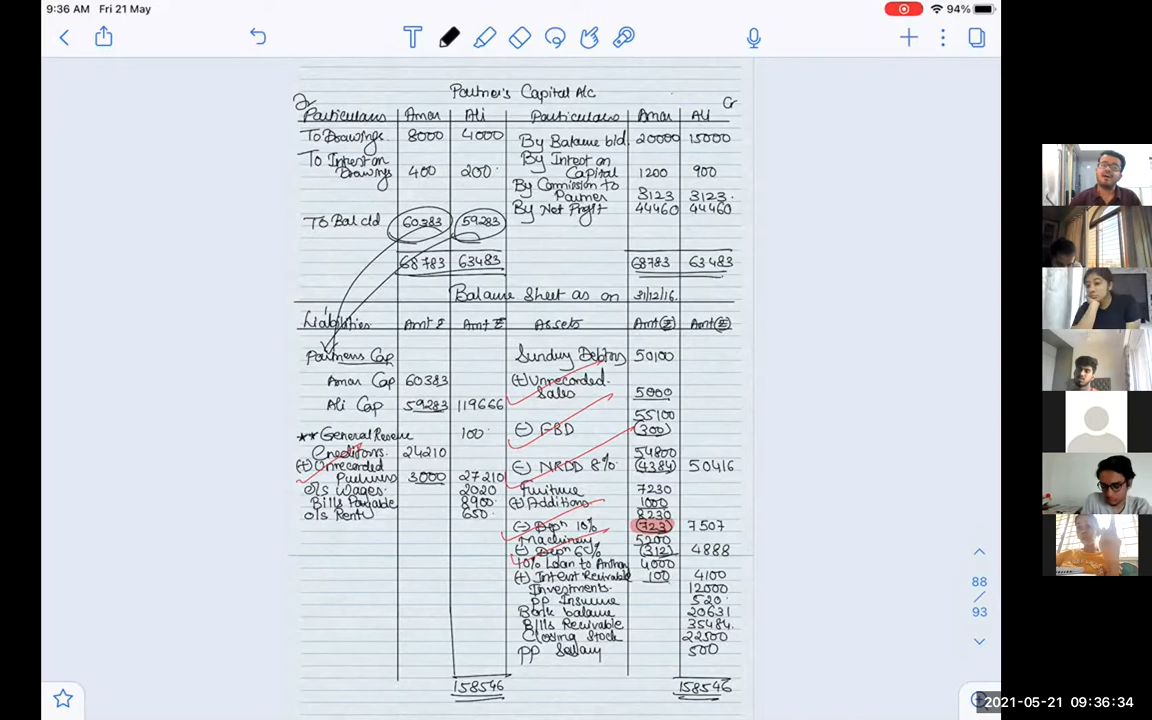 9:36 AM Fri 21 May
94%
Partner's Capital A/c
Dr Cr
Particulars Amar Ali Particulars Amar Ali
To Drawings 8000 4000 By Balance b/d 20000 15000
To Interest on Drawings 400 200 By Interest on Capital 1200 900
By Commission to Partner 3123 3123
By Net Profit 44460 44460
To Bal c/d 60383 59283
68783 63483 68783 63483
Balance Sheet as on 31/12/16.
Liabilities Amt ₹ Amt ₹ Assets Amt(₹) Amt(₹)
Partners Cap Sundry Debtors 50100
Amar Cap 60383 (+) Unrecorded Sales 5000
Ali Cap 59283 119666 55100
** General Reserve 100 (-) FBD (300)
Creditors 24210 54800
(+) Unrecorded Purchases 3000 27210 (-) NRDD 8% (4384) 50416
O/s Wages 2020 Furniture 7230
Bills Payable 8900 (+) Additions 1000
O/s Rent 650 8230
(-) Depn 10% (723) 7507
Machinery 5200
(-) Depn 6% (312) 4888
10% Loan to Anthony 4000
(+) Interest Receivable 100 4100
Investments 12000
PP Insurance 520
Bank balance 20631
Bills Receivable 35484
Closing Stock 22500
PP Salary 500
158546 158546
88
/
93
2021-05-21 09:36:34